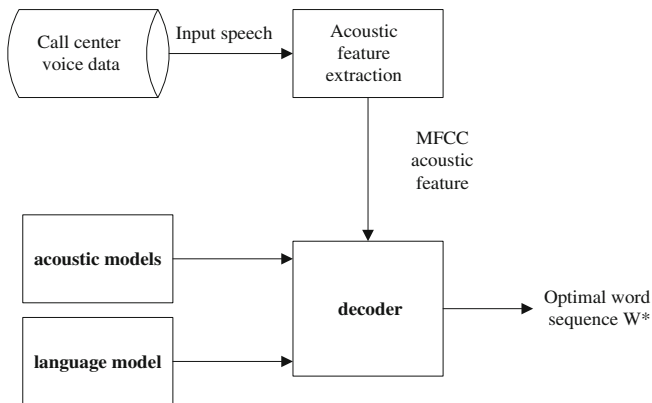 Call center
voice data
Input speech
Acoustic
feature
extraction
MFCC
acoustic
feature
acoustic models
decoder
Optimal word
sequence W*
language model